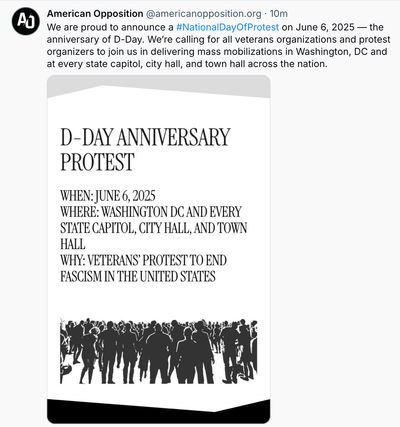 American Opposition @americanopposition.org · 10m
We are proud to announce a #NationalDayOfProtest on June 6, 2025 — the
anniversary of D-Day. We're calling for all veterans organizations and protest
organizers to join us in delivering mass mobilizations in Washington, DC and
at every state capitol, city hall, and town hall across the nation.
D-DAY ANNIVERSARY
PROTEST
WHEN: JUNE 6, 2025
WHERE: WASHINGTON DC AND EVERY
STATE CAPITOL, CITY HALL, AND TOWN
HALL
WHY: VETERANS' PROTEST TO END
FASCISM IN THE UNITED STATES